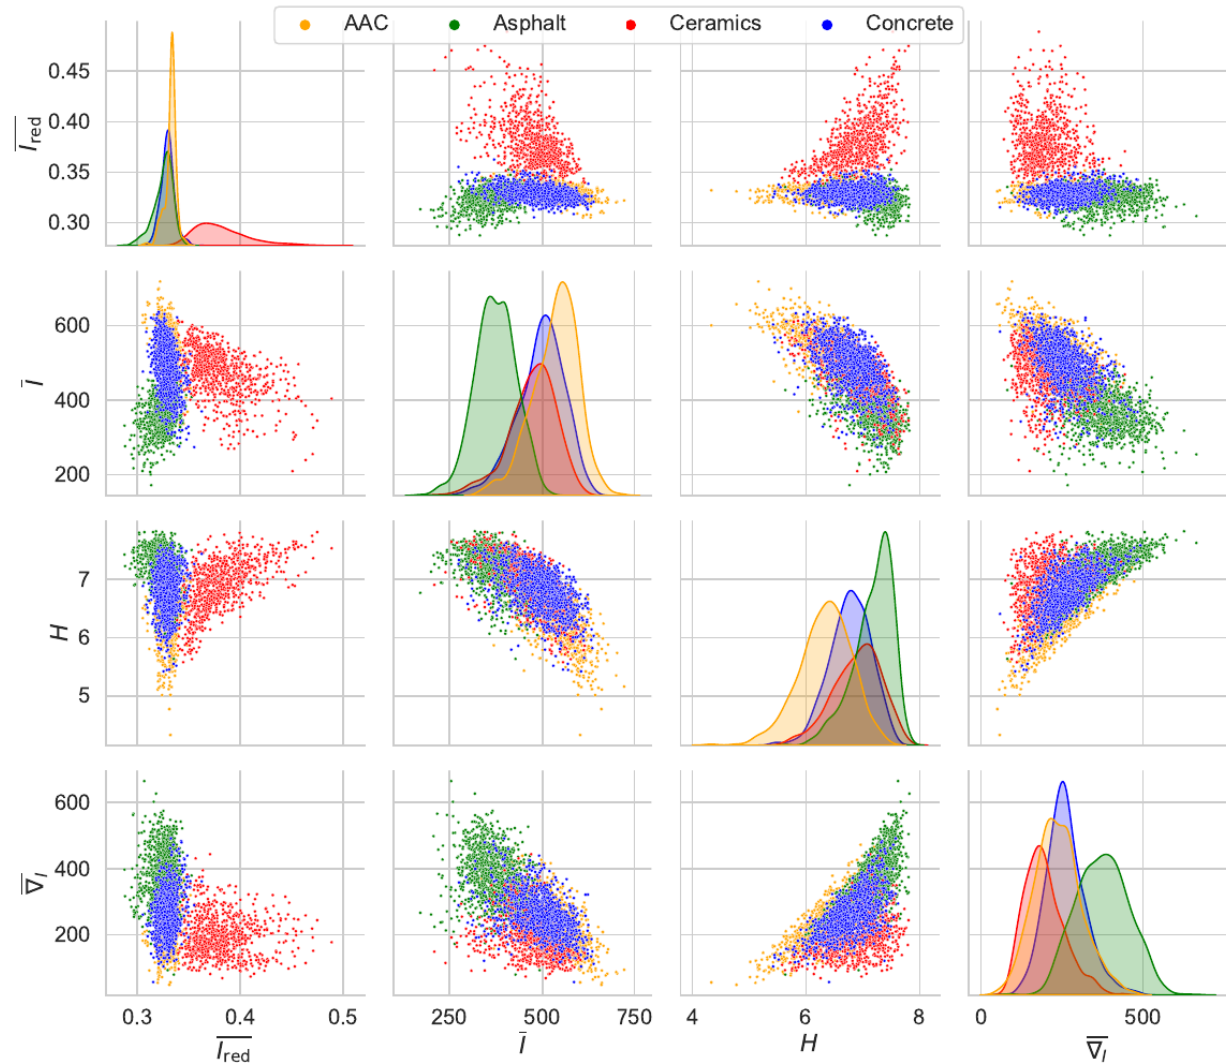 AAC Asphalt Ceramics Concrete
0.45
0.40
0.35
0.30
I_red
600
400
200
Ī
7
6
5
H
600
400
200
∇̅_I
0.3 0.4 0.5 250 500 750 4 6 8 0 500
I_red Ī H ∇̅_I